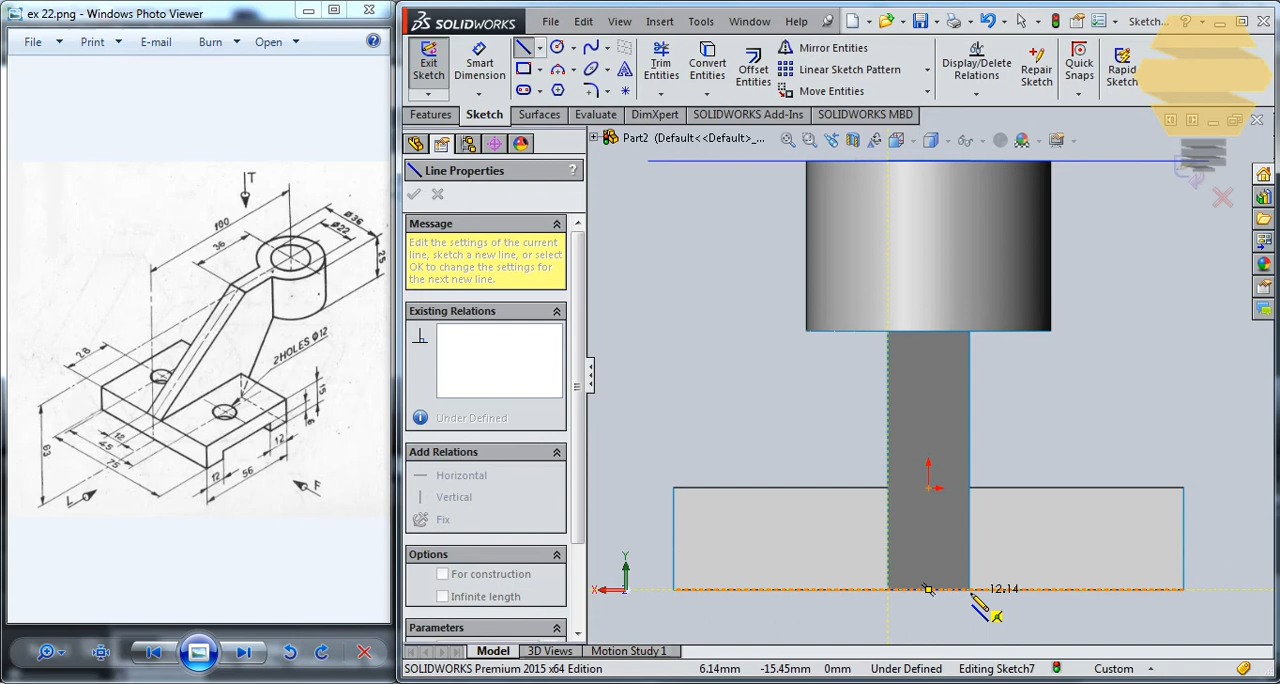 ex 22.png - Windows Photo Viewer
File Print E-mail Burn Open
T
100
36
Ø36
Ø22
25
28
2HOLES Ø12
15
6
12
12
45
75
63
12
56
L
F
SOLIDWORKS File Edit View Insert Tools Window Help Sketch...
Exit Sketch
Smart Dimension
Trim Entities
Convert Entities
Offset Entities
Mirror Entities
Linear Sketch Pattern
Move Entities
Display/Delete Relations
Repair Sketch
Quick Snaps
Rapid Sketch
Features Sketch Surfaces Evaluate DimXpert SOLIDWORKS Add-Ins SOLIDWORKS MBD
Part2 (Default<<Default>_...
Line Properties ?
Message
Edit the settings of the current
line, sketch a new line, or select
OK to change the settings for
the next new line.
Existing Relations
Under Defined
Add Relations
Horizontal
Vertical
Fix
Options
For construction
Infinite length
Parameters
Y
X
12.14
Model 3D Views Motion Study 1
SOLIDWORKS Premium 2015 x64 Edition 6.14mm -15.45mm 0mm Under Defined Editing Sketch7 Custom